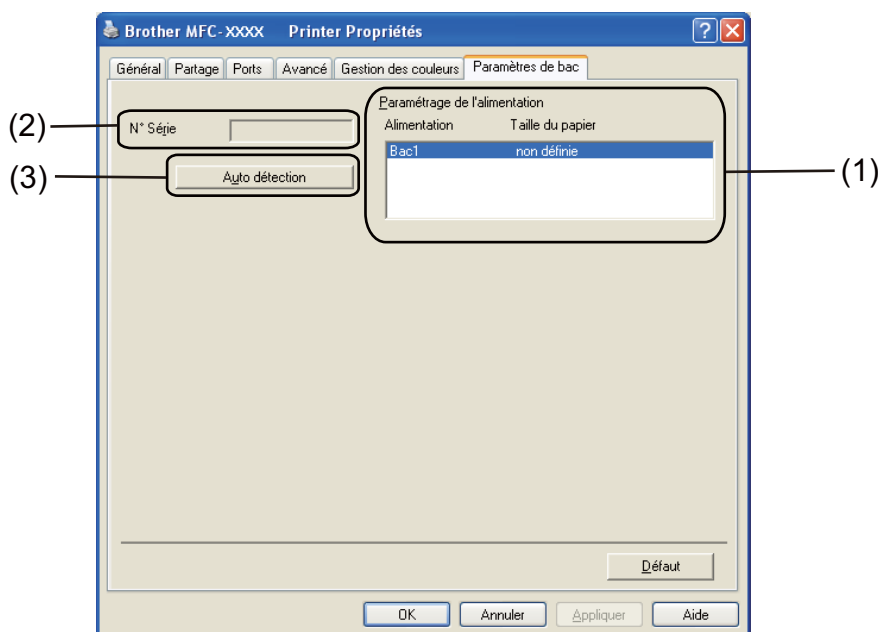 Brother MFC-XXXX Printer Propriétés
Général Partage Ports Avancé Gestion des couleurs Paramètres de bac
Paramétrage de l'alimentation
Alimentation Taille du papier
Bac1 non définie
(1)
(2)
N° Série
(3)
Auto détection
Défaut
OK Annuler Appliquer Aide